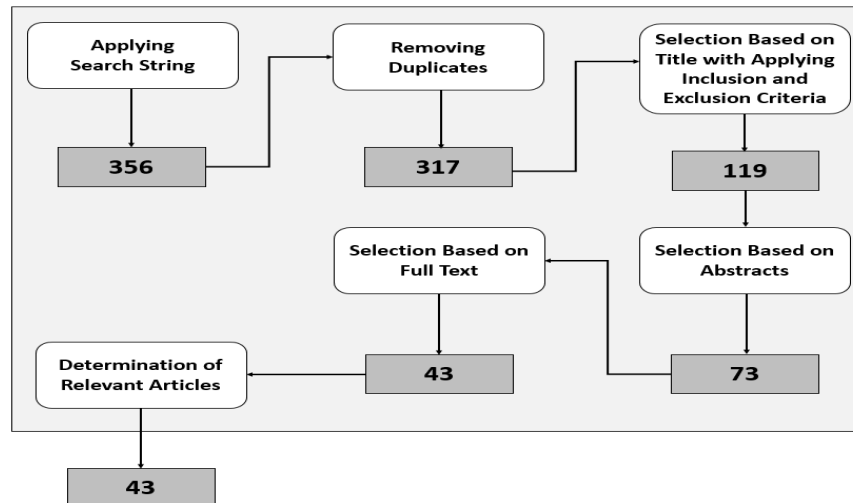 Applying
Search String
356
Removing
Duplicates
317
Selection Based on
Title with Applying
Inclusion and
Exclusion Criteria
119
Selection Based on
Abstracts
73
Selection Based on
Full Text
43
Determination of
Relevant Articles
43